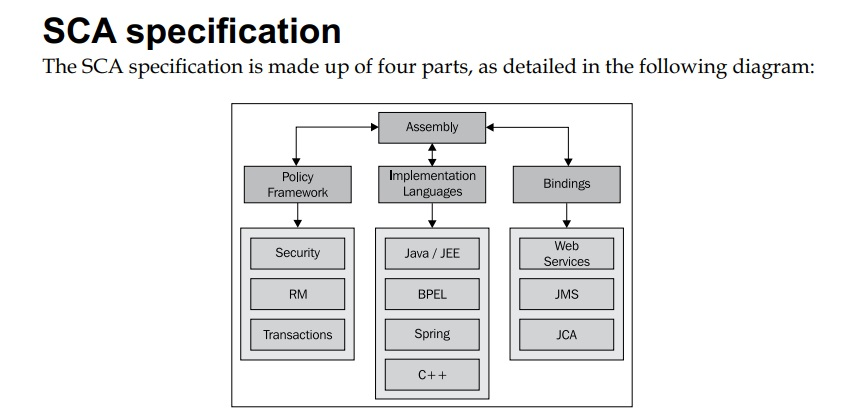 SCA specification
The SCA specification is made up of four parts, as detailed in the following diagram:
Assembly
Policy
Framework
Implementation
Languages
Bindings
Security
RM
Transactions
Java / JEE
BPEL
Spring
C++
Web
Services
JMS
JCA